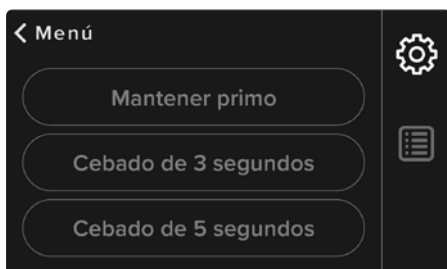 Menú
Mantener primo
Cebado de 3 segundos
Cebado de 5 segundos